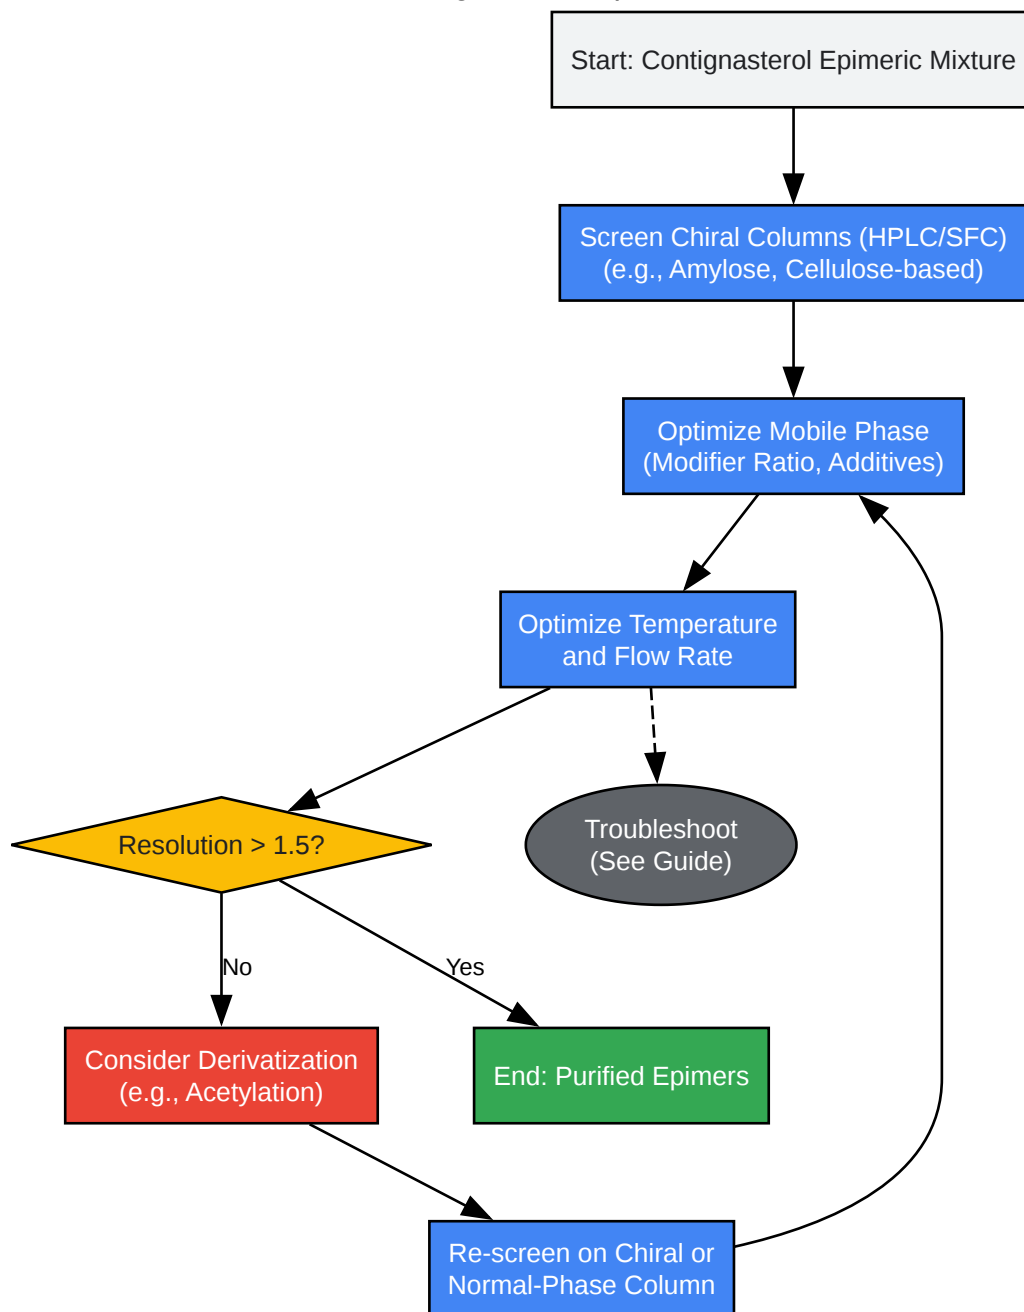 Start: Contignasterol Epimeric Mixture
Screen Chiral Columns (HPLC/SFC)
(e.g., Amylose, Cellulose-based)
Optimize Mobile Phase
(Modifier Ratio, Additives)
Optimize Temperature
and Flow Rate
Resolution > 1.5?
Troubleshoot
(See Guide)
No
Yes
Consider Derivatization
(e.g., Acetylation)
End: Purified Epimers
Re-screen on Chiral or
Normal-Phase Column